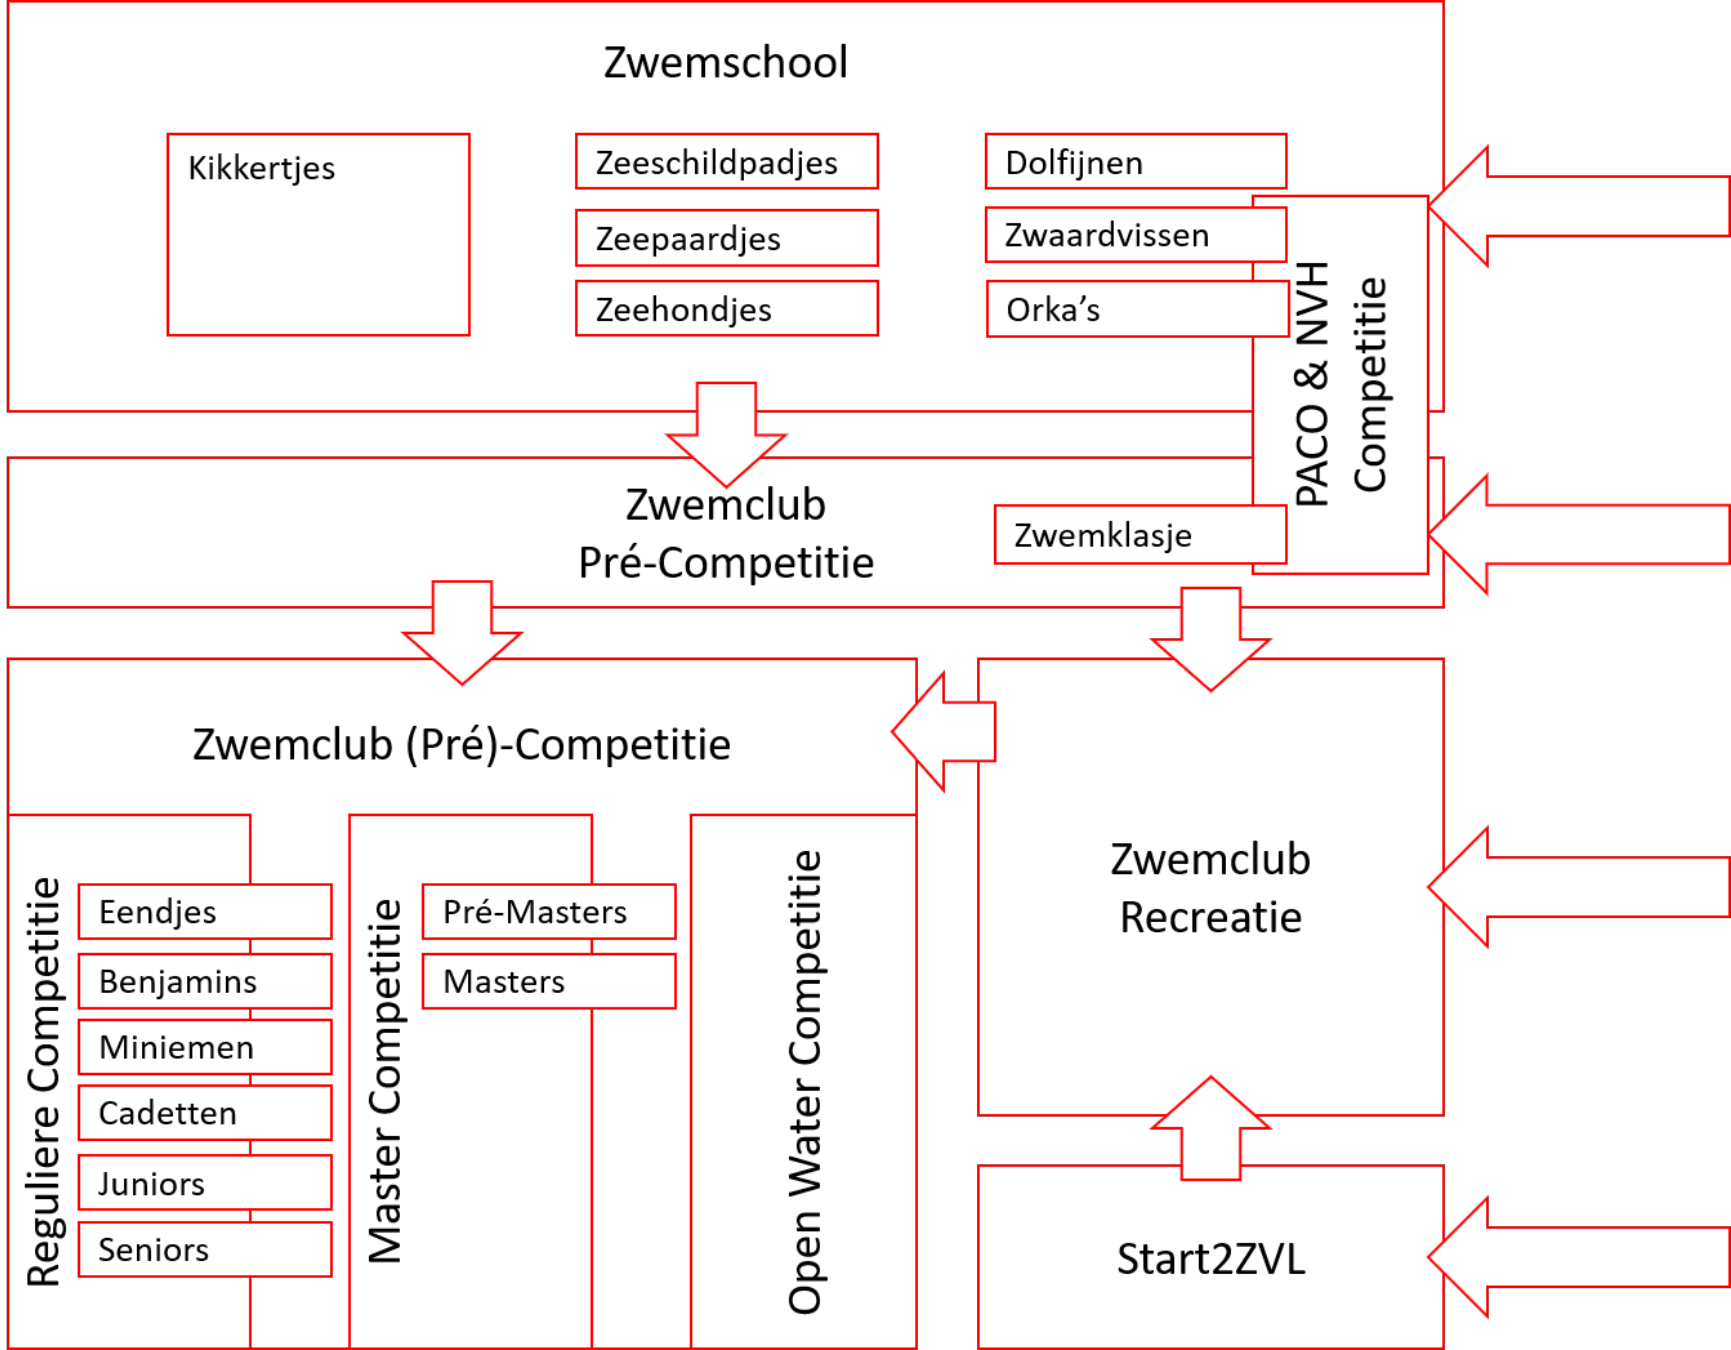 Zwemschool
Kikkertjes
Zeeschildpadjes
Zeepaardjes
Zeehondjes
Dolfijnen
Zwaardvissen
Orka’s
PACO & NVH
Competitie
Zwemclub
Pré-Competitie
Zwemklasje
Zwemclub (Pré)-Competitie
Reguliere Competitie
Eendjes
Benjamins
Miniemen
Cadetten
Juniors
Seniors
Master Competitie
Pré-Masters
Masters
Open Water Competitie
Zwemclub
Recreatie
Start2ZVL